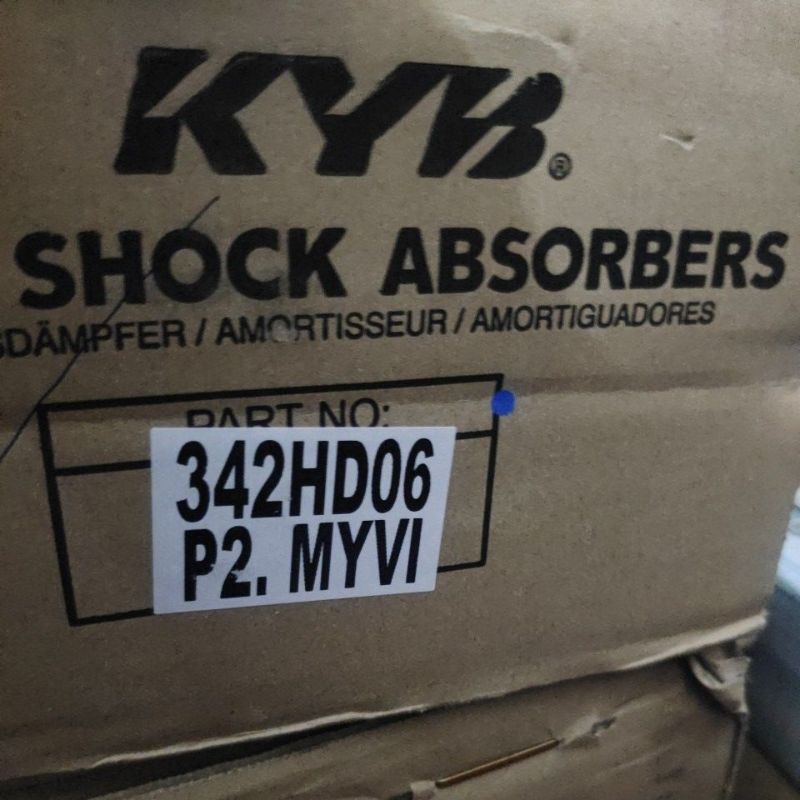 KYB®
SHOCK ABSORBERS
DÄMPFER / AMORTISSEUR / AMORTIGUADORES
PART NO:
342HD06
P2. MYVI